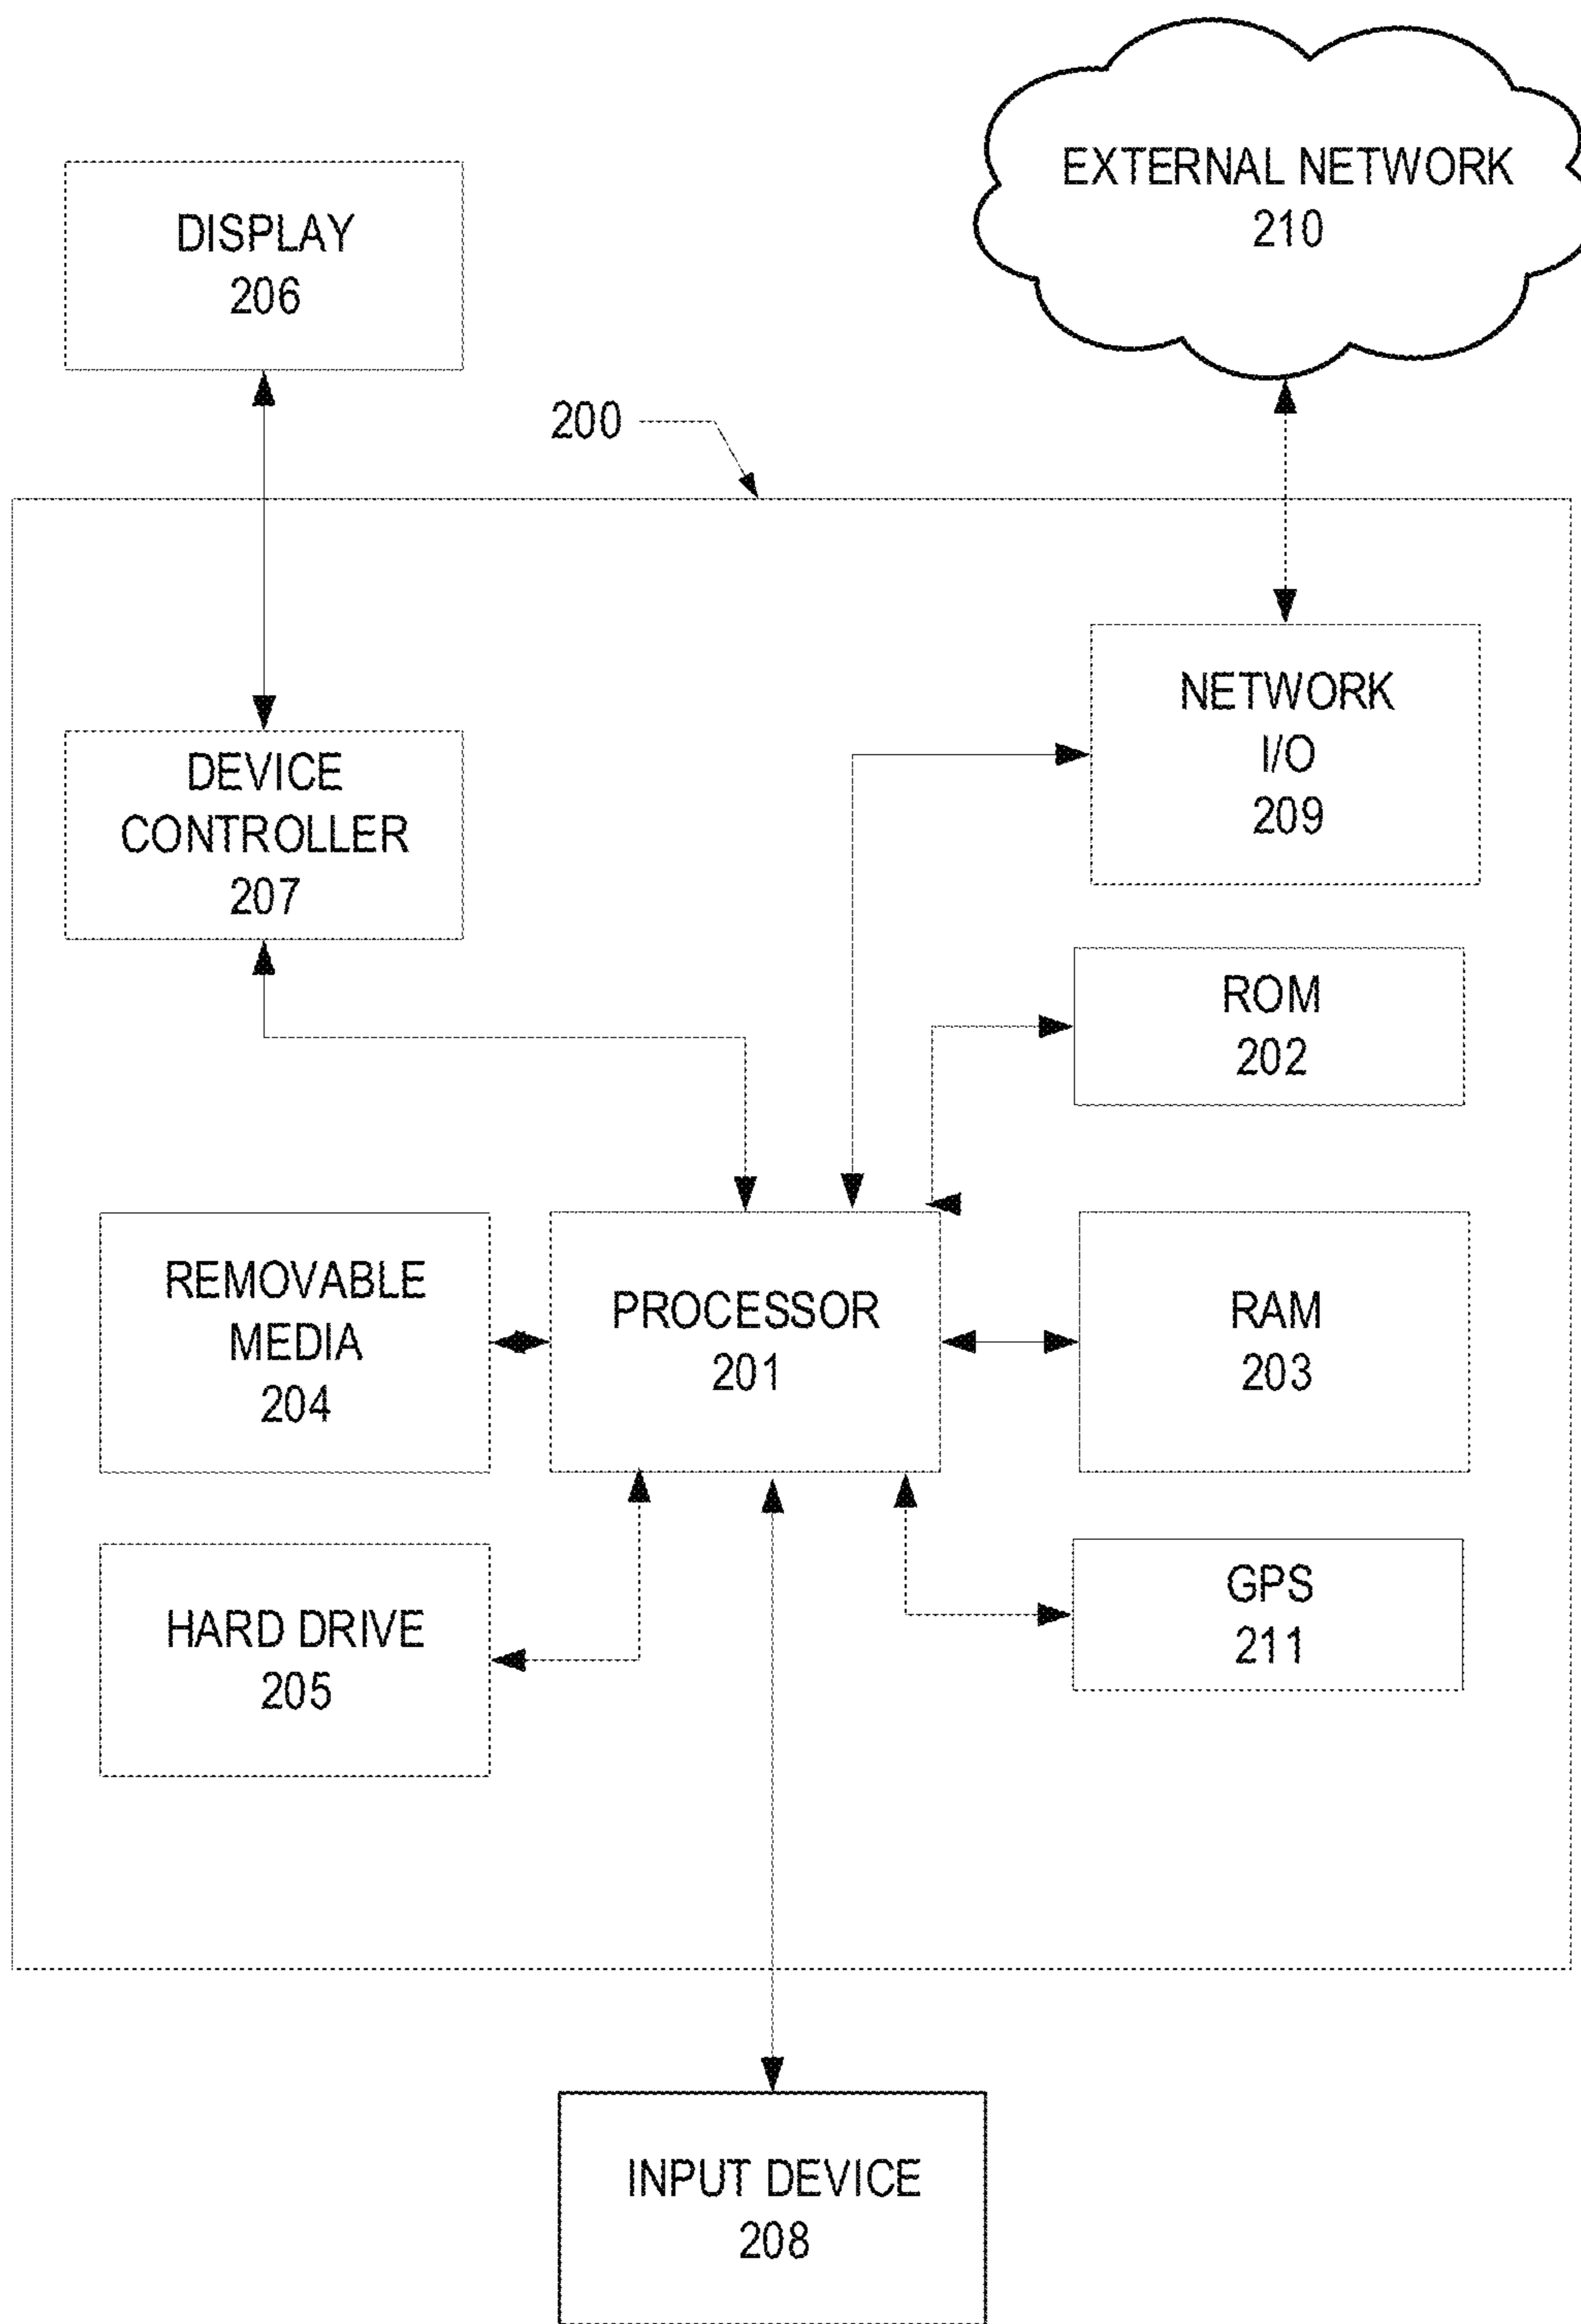 EXTERNAL NETWORK
210
DISPLAY
206
200
NETWORK
I/O
209
DEVICE
CONTROLLER
207
ROM
202
REMOVABLE
MEDIA
204
PROCESSOR
201
RAM
203
HARD DRIVE
205
GPS
211
INPUT DEVICE
208